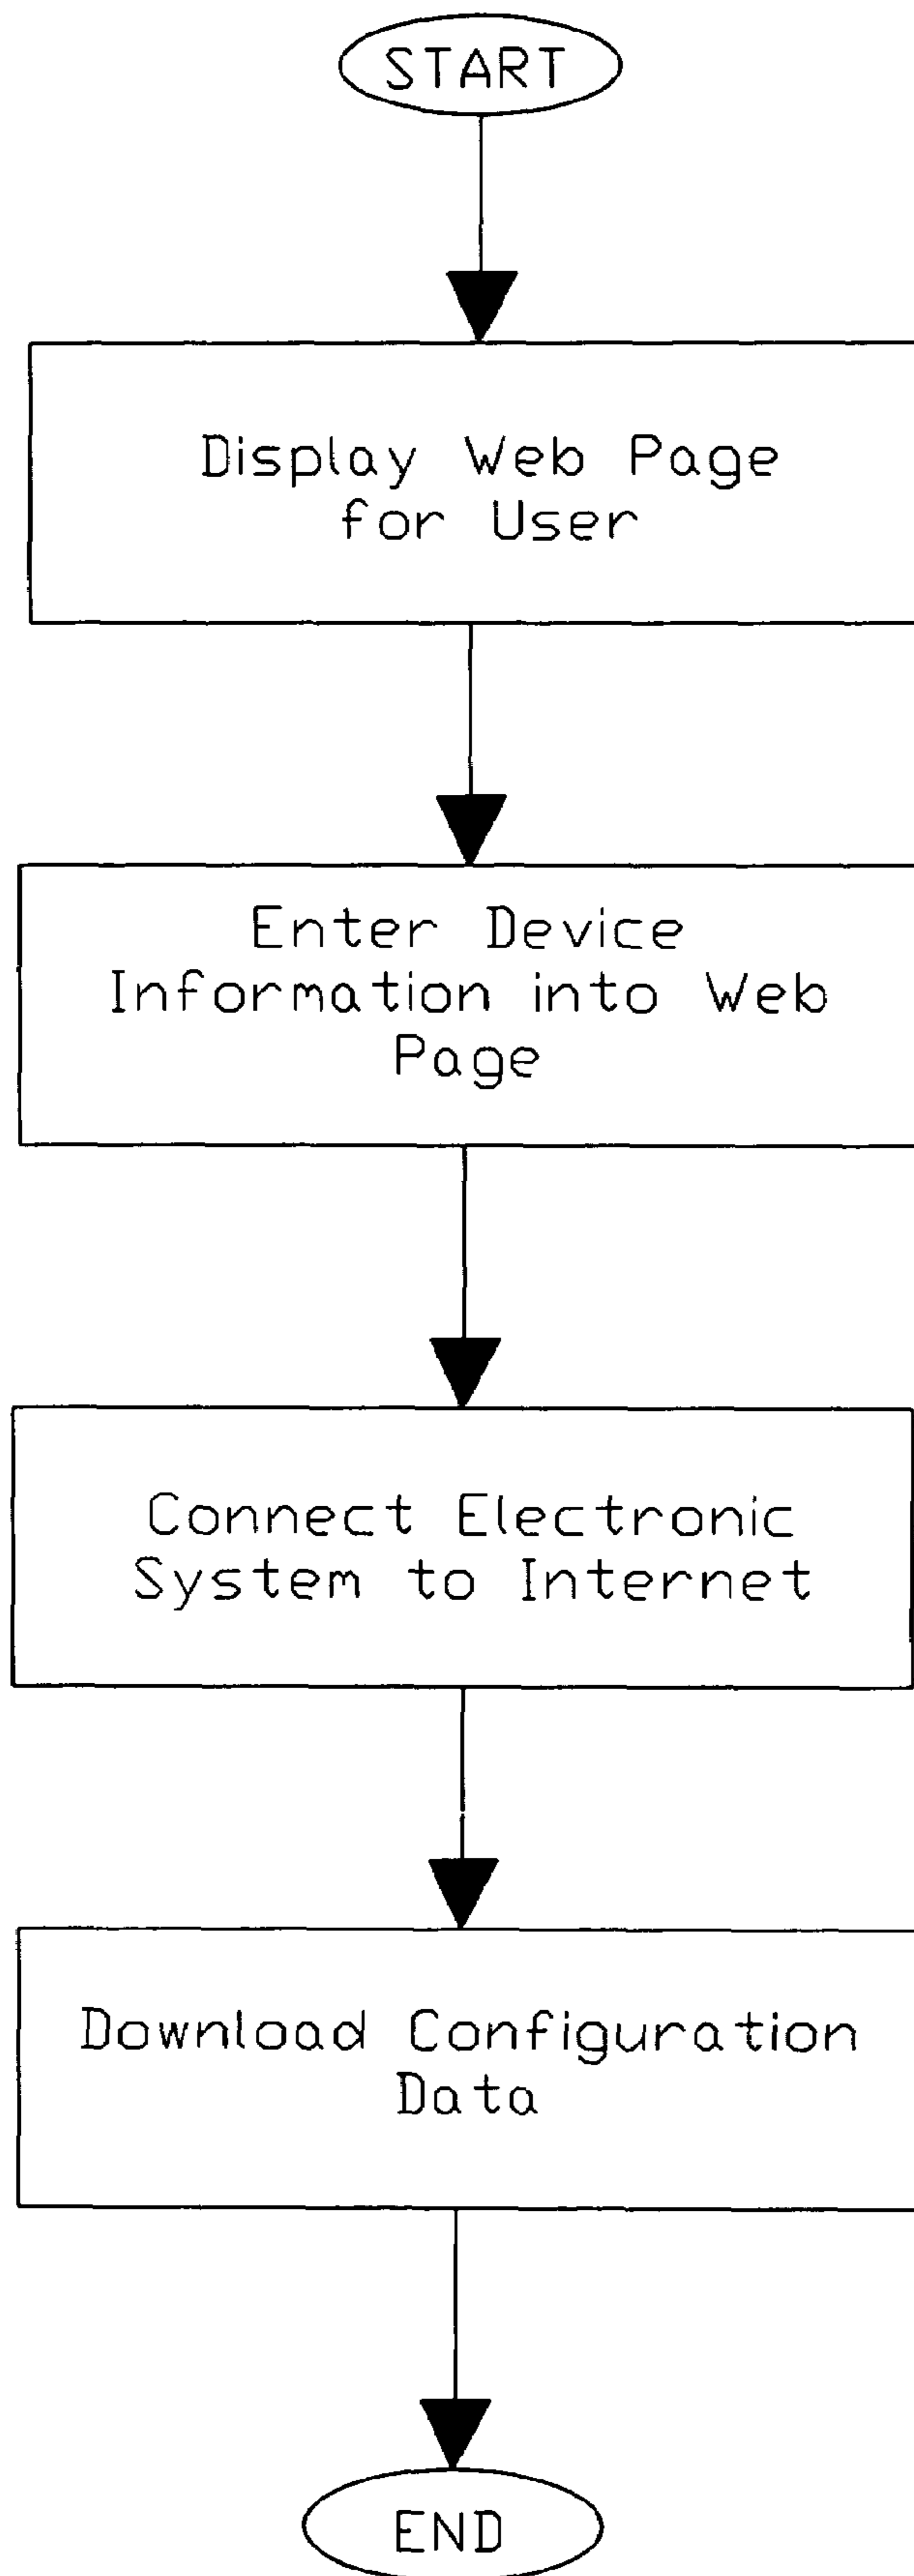 START
Display Web Page
for User
Enter Device
Information into Web
Page
Connect Electronic
System to Internet
Download Configuration
Data
END